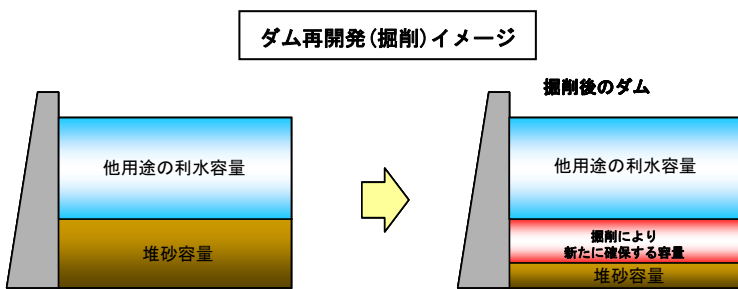 ダム再開発（掘削）イメージ
掘削後のダム
他用途の利水容量
堆砂容量
他用途の利水容量
掘削により
新たに確保する容量
堆砂容量